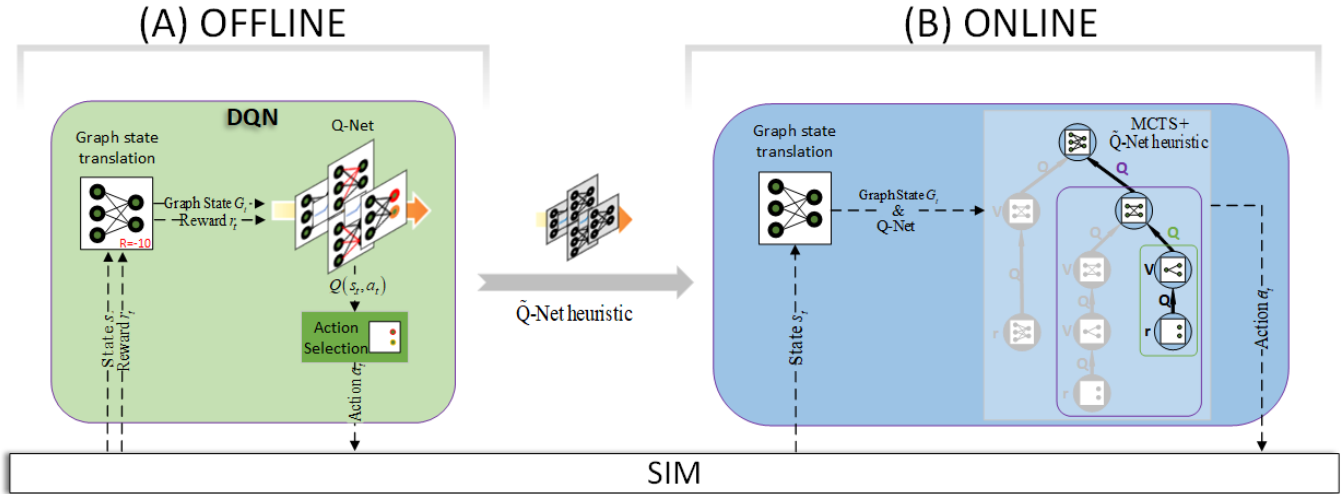 (A) OFFLINE
(B) ONLINE
DQN
Graph state
translation
Q-Net
R=-10
Graph State G_t
Reward r_t
Q(s_t, a_t)
Action
Selection
State s_t
Reward r_t
Action a_t
Q̃-Net heuristic
Graph state
translation
Graph State G_t
&
Q-Net
State s_t
MCTS+
Q̃-Net heuristic
Q
Q
V
Q
r
Q
Q
V
Q
V
Q
r
V
Q
r
Action a_t
SIM